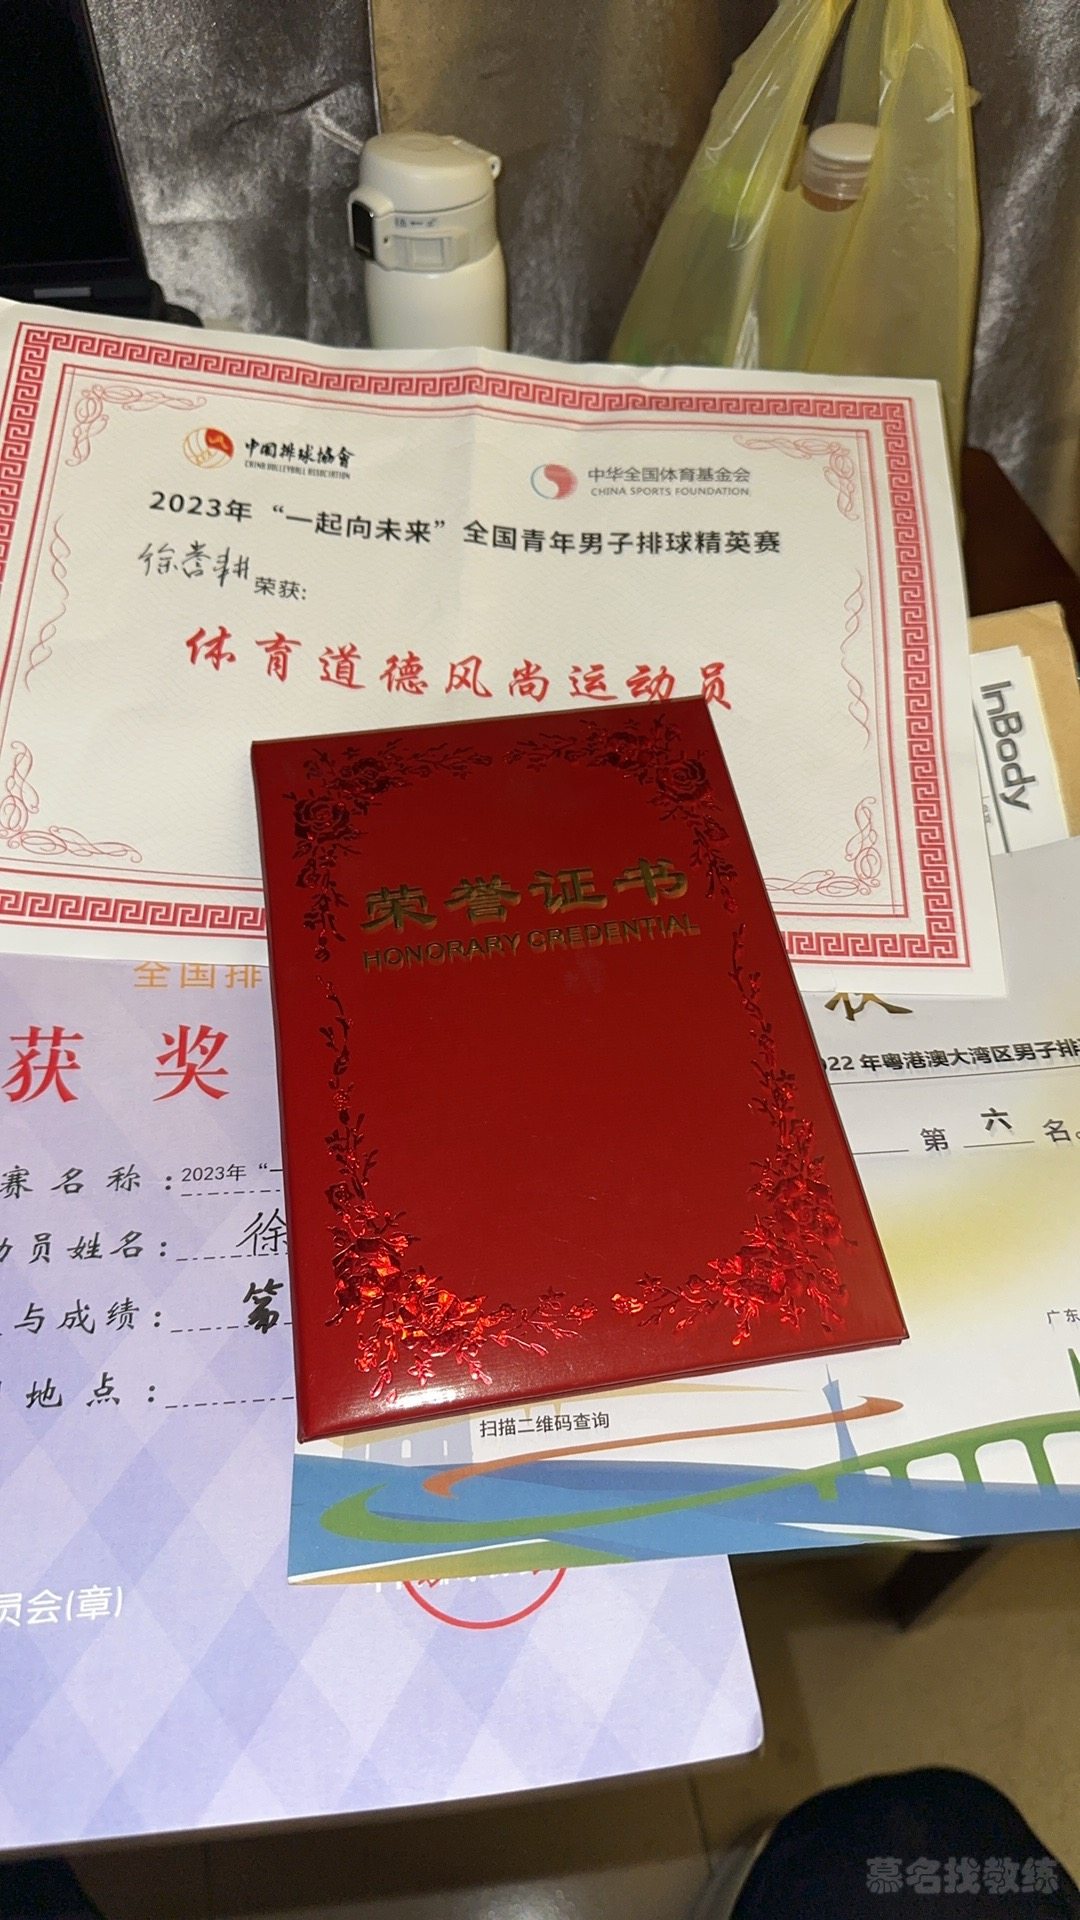 中国排球協會
CHINA VOLLEYBALL ASSOCIATION
中华全国体育基金会
CHINA SPORTS FOUNDATION
2023年“一起向未来”全国青年男子排球精英赛
徐誉耕 荣获:
体育道德风尚运动员
InBody
荣誉证书
HONORARY CREDENTIAL
全国排
获奖
赛名称:2023年“一
员姓名:徐
与成绩:第
地点:
员会(章)
022年粤港澳大湾区男子排
第六名。
广东
扫描二维码查询
慕名找教练